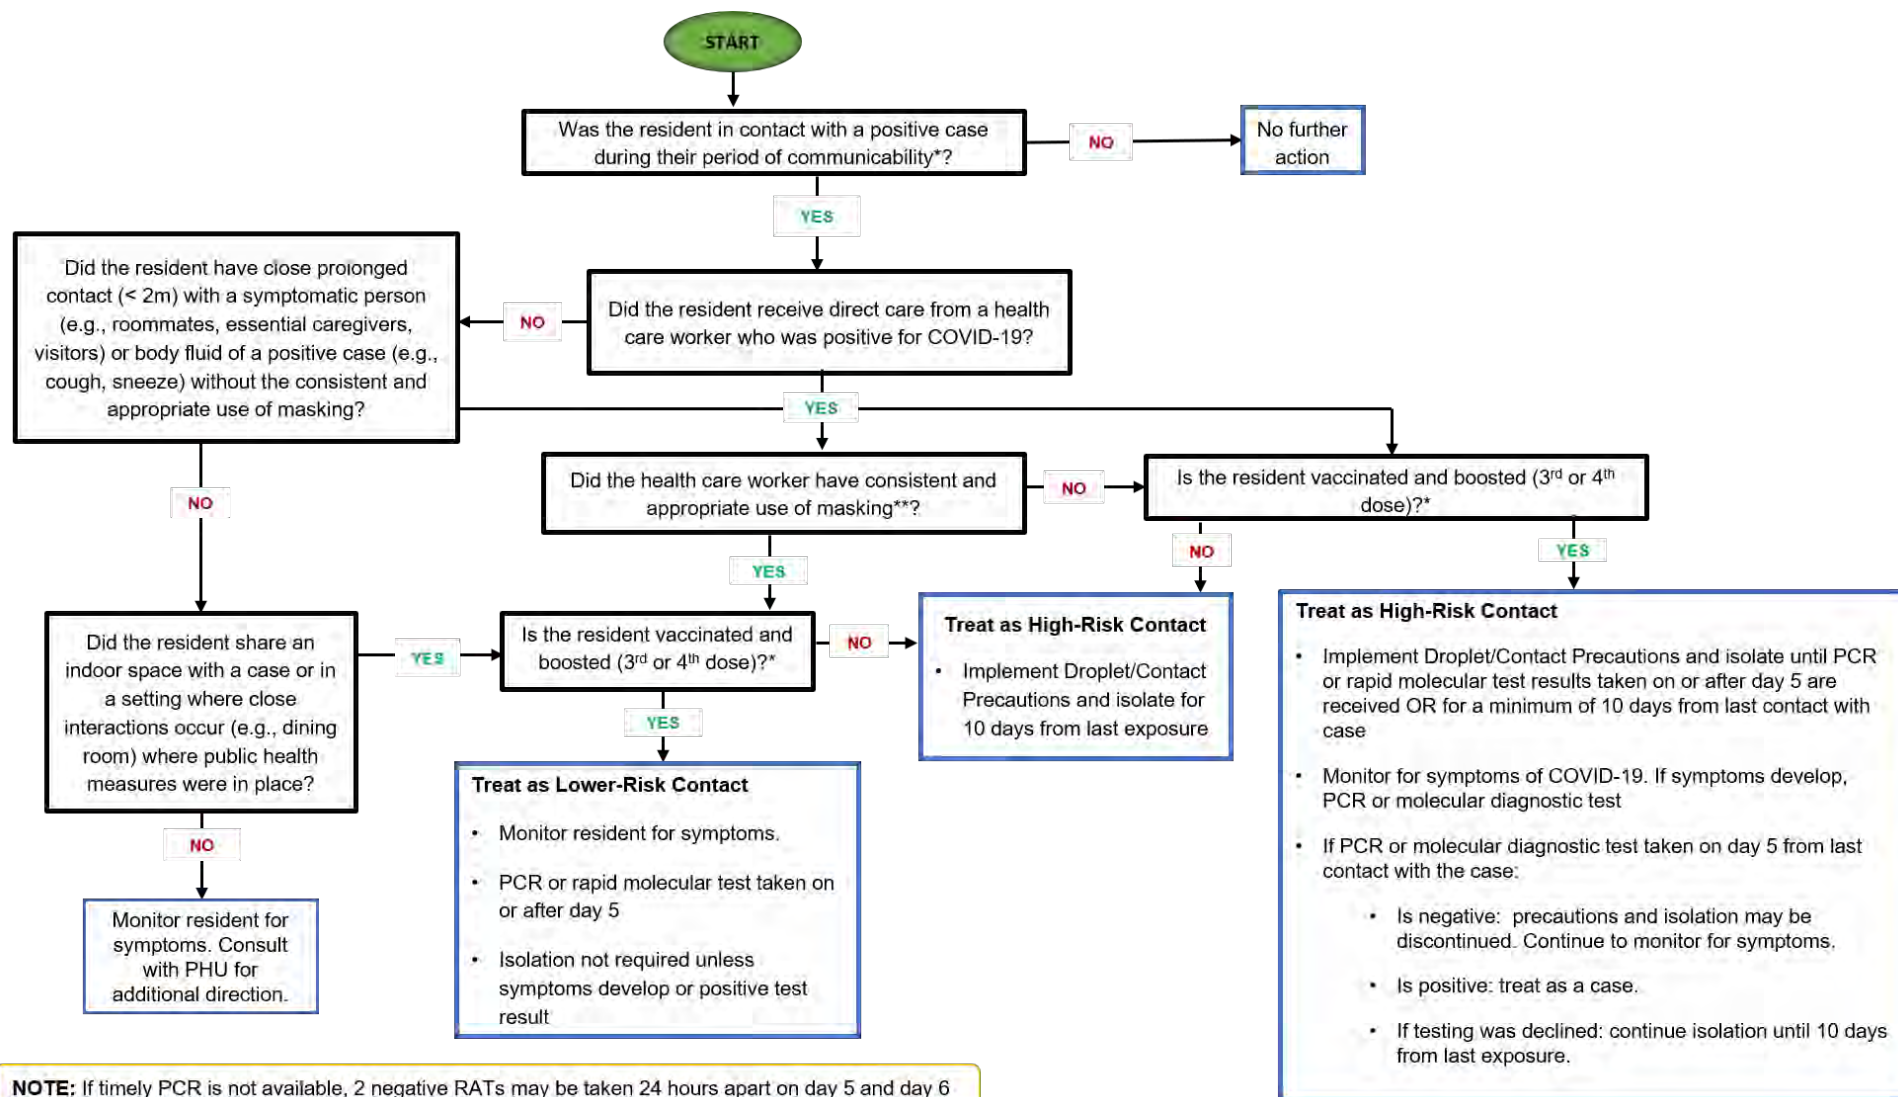 START
Was the resident in contact with a positive case
during their period of communicability*?
NO
No further
action
YES
Did the resident have close prolonged
contact (< 2m) with a symptomatic person
(e.g., roommates, essential caregivers,
visitors) or body fluid of a positive case (e.g.,
cough, sneeze) without the consistent and
appropriate use of masking?
NO
Did the resident receive direct care from a health
care worker who was positive for COVID-19?
YES
Did the health care worker have consistent and
appropriate use of masking**?
NO
Is the resident vaccinated and boosted (3rd or 4th
dose)?*
NO
YES
NO
YES
Did the resident share an
indoor space with a case or in
a setting where close
interactions occur (e.g., dining
room) where public health
measures were in place?
YES
Is the resident vaccinated and
boosted (3rd or 4th dose)?*
NO
Treat as High-Risk Contact
• Implement Droplet/Contact
Precautions and isolate for
10 days from last exposure
Treat as High-Risk Contact
• Implement Droplet/Contact Precautions and isolate until PCR
or rapid molecular test results taken on or after day 5 are
received OR for a minimum of 10 days from last contact with
case
• Monitor for symptoms of COVID-19. If symptoms develop,
PCR or molecular diagnostic test
• If PCR or molecular diagnostic test taken on day 5 from last
contact with the case:
• Is negative: precautions and isolation may be
discontinued. Continue to monitor for symptoms.
• Is positive: treat as a case.
• If testing was declined: continue isolation until 10 days
from last exposure.
YES
Treat as Lower-Risk Contact
• Monitor resident for symptoms.
• PCR or rapid molecular test taken on
or after day 5
• Isolation not required unless
symptoms develop or positive test
result
NO
Monitor resident for
symptoms. Consult
with PHU for
additional direction.
NOTE: If timely PCR is not available, 2 negative RATs may be taken 24 hours apart on day 5 and day 6